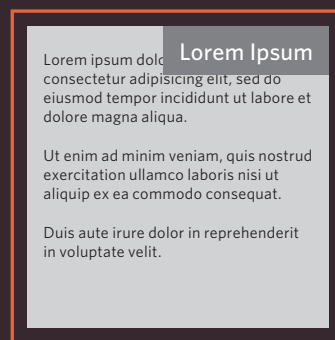 Lorem Ipsum
Lorem ipsum
consectetur adipisicing elit, sed do
eiusmod tempor incididunt ut labore et
dolore magna aliqua.
Ut enim ad minim veniam, quis nostrud
exercitation ullamco laboris nisi ut
aliquip ex ea commodo consequat.
Duis aute irure dolor in reprehenderit
in voluptate velit.